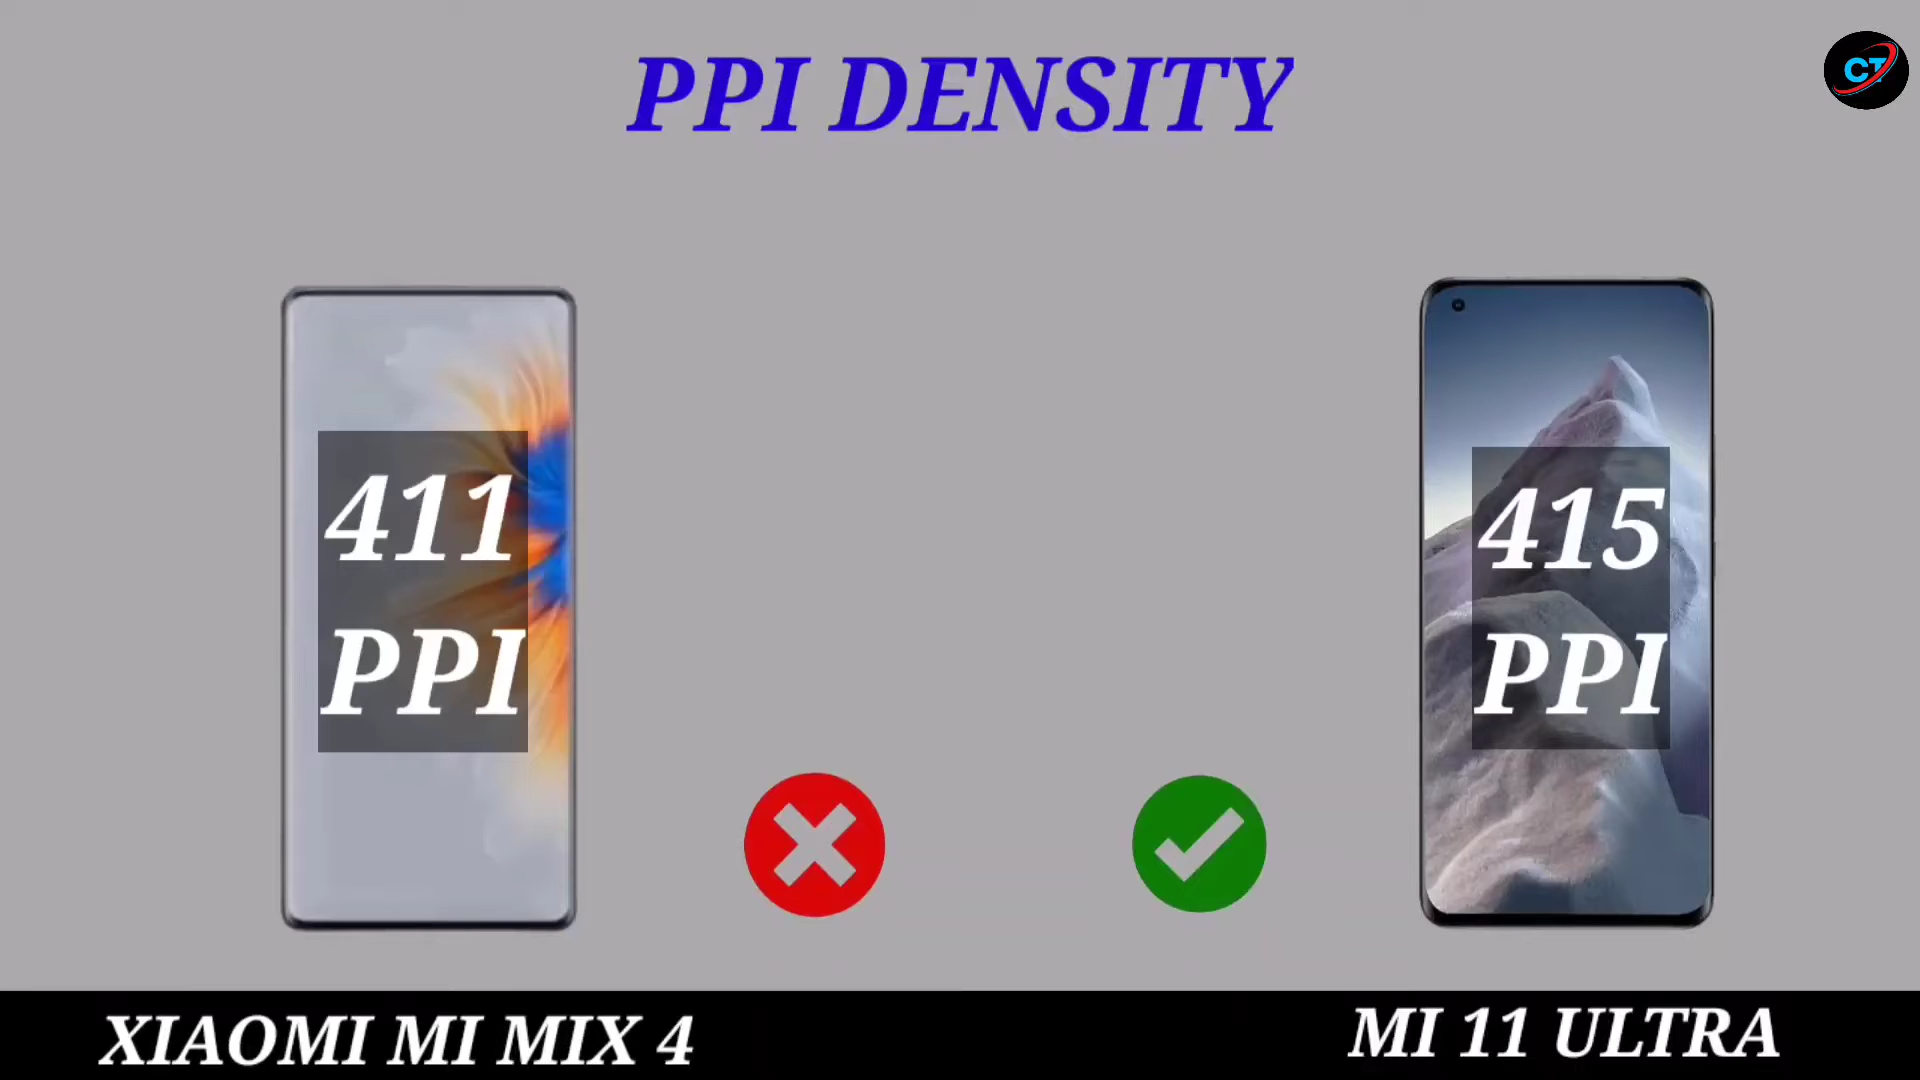 PPI DENSITY
CT
411
PPI
415
PPI
XIAOMI MI MIX 4
MI 11 ULTRA